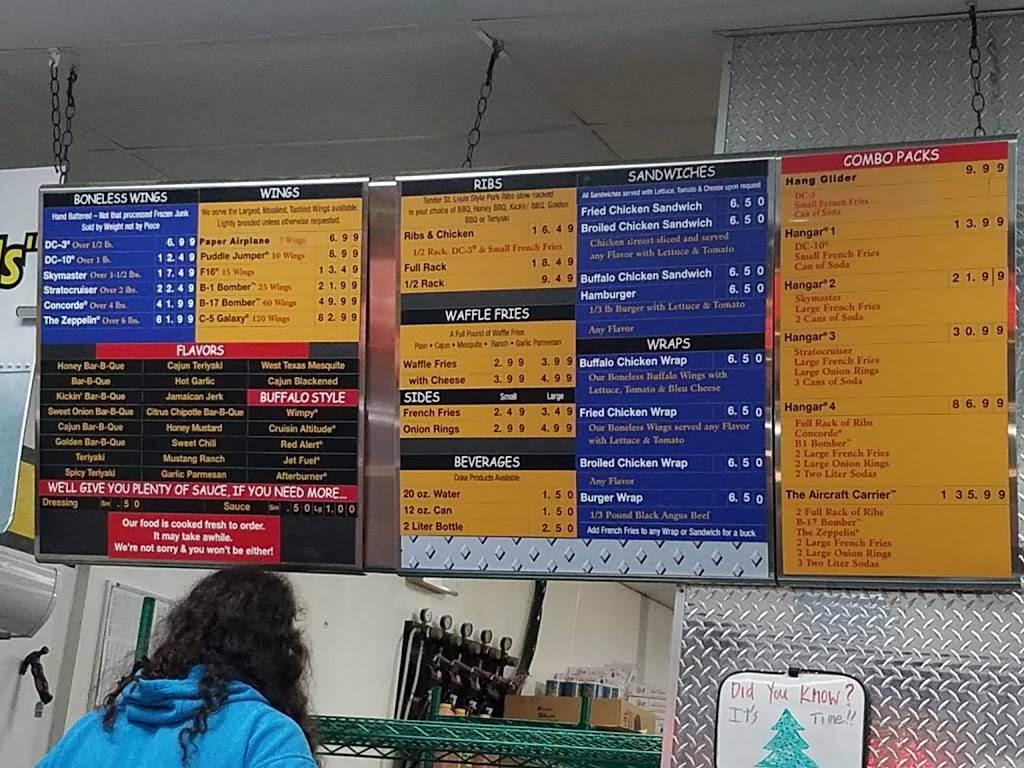 s"
BONELESS WINGS
Hand Battered – Not that processed Frozen Junk
Sold by Weight not by Piece
DC-3® Over 1/2 lb. 6.99
DC-10® Over 1 lb. 12.49
Skymaster Over 1-1/2 lbs. 17.49
Stratocruiser Over 2 lbs. 22.49
Concorde® Over 4 lbs. 41.99
The Zeppelin® Over 6 lbs. 61.99
WINGS
We serve the Largest, Meatiest, Tastiest Wings available.
Lightly breaded unless otherwise requested.
Paper Airplane 7 Wings 6.99
Puddle Jumper® 10 Wings 8.99
F16® 15 Wings 13.49
B-1 Bomber™ 25 Wings 21.99
B-17 Bomber™ 60 Wings 49.99
C-5 Galaxy® 120 Wings 82.99
FLAVORS
Honey Bar-B-Que Cajun Teriyaki West Texas Mesquite
Bar-B-Que Hot Garlic Cajun Blackened
Kickin' Bar-B-Que Jamaican Jerk BUFFALO STYLE
Sweet Onion Bar-B-Que Citrus Chipotle Bar-B-Que Wimpy®
Cajun Bar-B-Que Honey Mustard Cruisin Altitude®
Golden Bar-B-Que Sweet Chili Red Alert®
Teriyaki Mustang Ranch Jet Fuel®
Spicy Teriyaki Garlic Parmesan Afterburner®
WE'LL GIVE YOU PLENTY OF SAUCE, IF YOU NEED MORE...
Dressing Sm .50 Sauce Sm .50 Lg 1.00
Our food is cooked fresh to order.
It may take awhile.
We're not sorry & you won't be either!
RIBS
Tender St. Louis Style Pork Ribs slow cooked
in your choice of BBQ, Honey BBQ, Kickin' BBQ, Golden
BBQ or Teriyaki
Ribs & Chicken 16.49
1/2 Rack, DC-3® & Small French Fries
Full Rack 18.49
1/2 Rack 9.49
WAFFLE FRIES
A Full Pound of Waffle Fries
Plain • Cajun • Mesquite • Ranch • Garlic Parmesan
Waffle Fries 2.99 3.99
with Cheese 3.99 4.99
SIDES Small Large
French Fries 2.49 3.49
Onion Rings 2.99 4.99
BEVERAGES
Coke Products Available
20 oz. Water 1.50
12 oz. Can 1.50
2 Liter Bottle 2.50
SANDWICHES
All Sandwiches served with Lettuce, Tomato & Cheese upon request
Fried Chicken Sandwich 6.50
Broiled Chicken Sandwich 6.50
Chicken Breast sliced and served
any Flavor with Lettuce & Tomato
Buffalo Chicken Sandwich 6.50
Hamburger 6.50
1/3 lb Burger with Lettuce & Tomato
Any Flavor
WRAPS
Buffalo Chicken Wrap 6.50
Our Boneless Buffalo Wings with
Lettuce, Tomato & Bleu Cheese
Fried Chicken Wrap 6.50
Our Boneless Wings served any Flavor
with Lettuce & Tomato
Broiled Chicken Wrap 6.50
Any Flavor
Burger Wrap 6.50
1/3 Pound Black Angus Beef
Add French Fries to any Wrap or Sandwich for a buck
COMBO PACKS
Hang Glider 9.99
DC-3
Small French Fries
Can of Soda
Hangar®1 13.99
DC-10®
Small French Fries
Can of Soda
Hangar®2 21.99
Skymaster
Large French Fries
2 Cans of Soda
Hangar®3 30.99
Stratocruiser
Large French Fries
Large Onion Rings
3 Cans of Soda
Hangar®4 86.99
Full Rack of Ribs
Concorde®
B1 Bomber™
2 Large French Fries
2 Large Onion Rings
2 Two Liter Sodas
The Aircraft Carrier™ 135.99
2 Full Rack of Ribs
B-17 Bomber™
The Zeppelin®
2 Large French Fries
2 Large Onion Rings
3 Two Liter Sodas
Did You Know?
It's Time!!